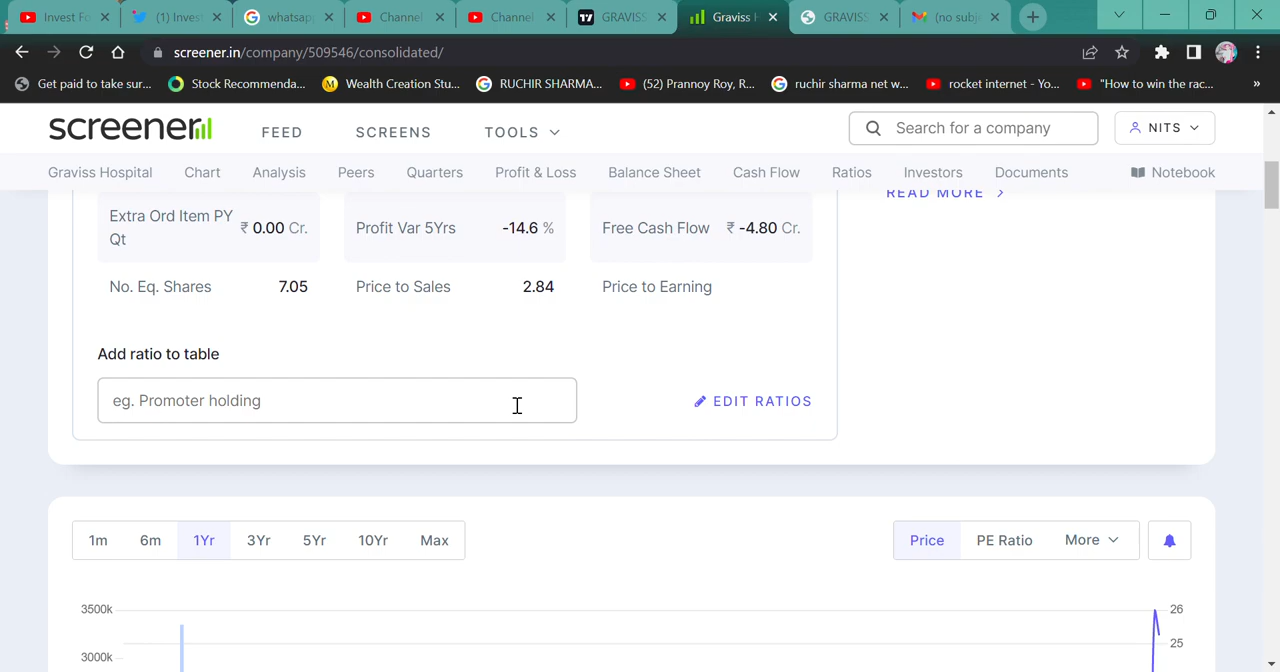 Invest Fo
(1) Invest
whatsap
Channel
Channel
GRAVISS
Graviss H
GRAVISS
(no subj
screener.in/company/509546/consolidated/
Get paid to take sur...
Stock Recommenda...
Wealth Creation Stu...
RUCHIR SHARMA...
(52) Prannoy Roy, R...
ruchir sharma net w...
rocket internet - Yo...
"How to win the rac...
»
screener
FEED
SCREENS
TOOLS
Search for a company
NITS
Graviss Hospital
Chart
Analysis
Peers
Quarters
Profit & Loss
Balance Sheet
Cash Flow
Ratios
Investors
Documents
Notebook
READ MORE
Extra Ord Item PY
Qt
₹ 0.00 Cr.
Profit Var 5Yrs
-14.6 %
Free Cash Flow
₹ -4.80 Cr.
No. Eq. Shares
7.05
Price to Sales
2.84
Price to Earning
Add ratio to table
eg. Promoter holding
EDIT RATIOS
1m
6m
1Yr
3Yr
5Yr
10Yr
Max
Price
PE Ratio
More
3500k
26
25
3000k